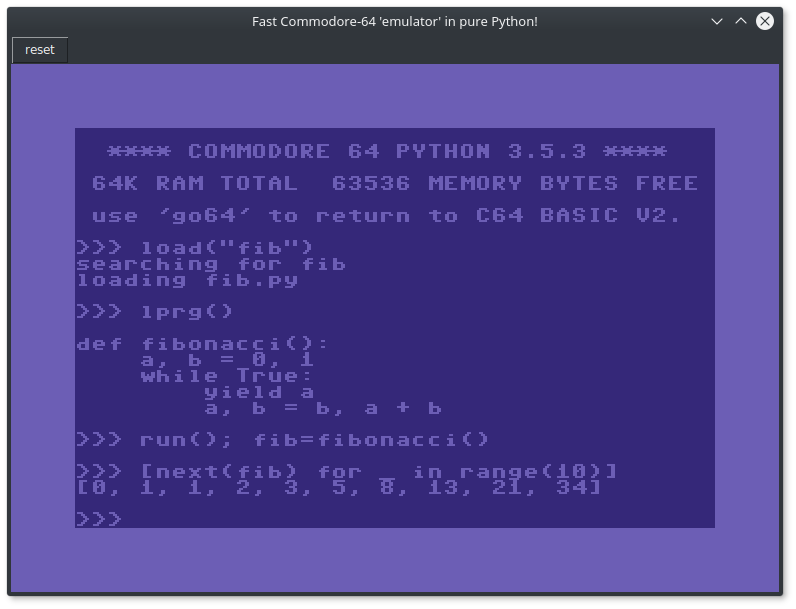 Fast Commodore-64 'emulator' in pure Python!
reset
**** COMMODORE 64 PYTHON 3.5.3 ****
64K RAM TOTAL  63536 MEMORY BYTES FREE
use 'go64' to return to C64 BASIC V2.
>>> load("fib")
searching for fib
loading fib.py
>>> lprg()
def fibonacci():
    a, b = 0, 1
    while True:
        yield a
        a, b = b, a + b
>>> run(); fib=fibonacci()
>>> [next(fib) for _ in range(10)]
[0, 1, 1, 2, 3, 5, 8, 13, 21, 34]
>>>